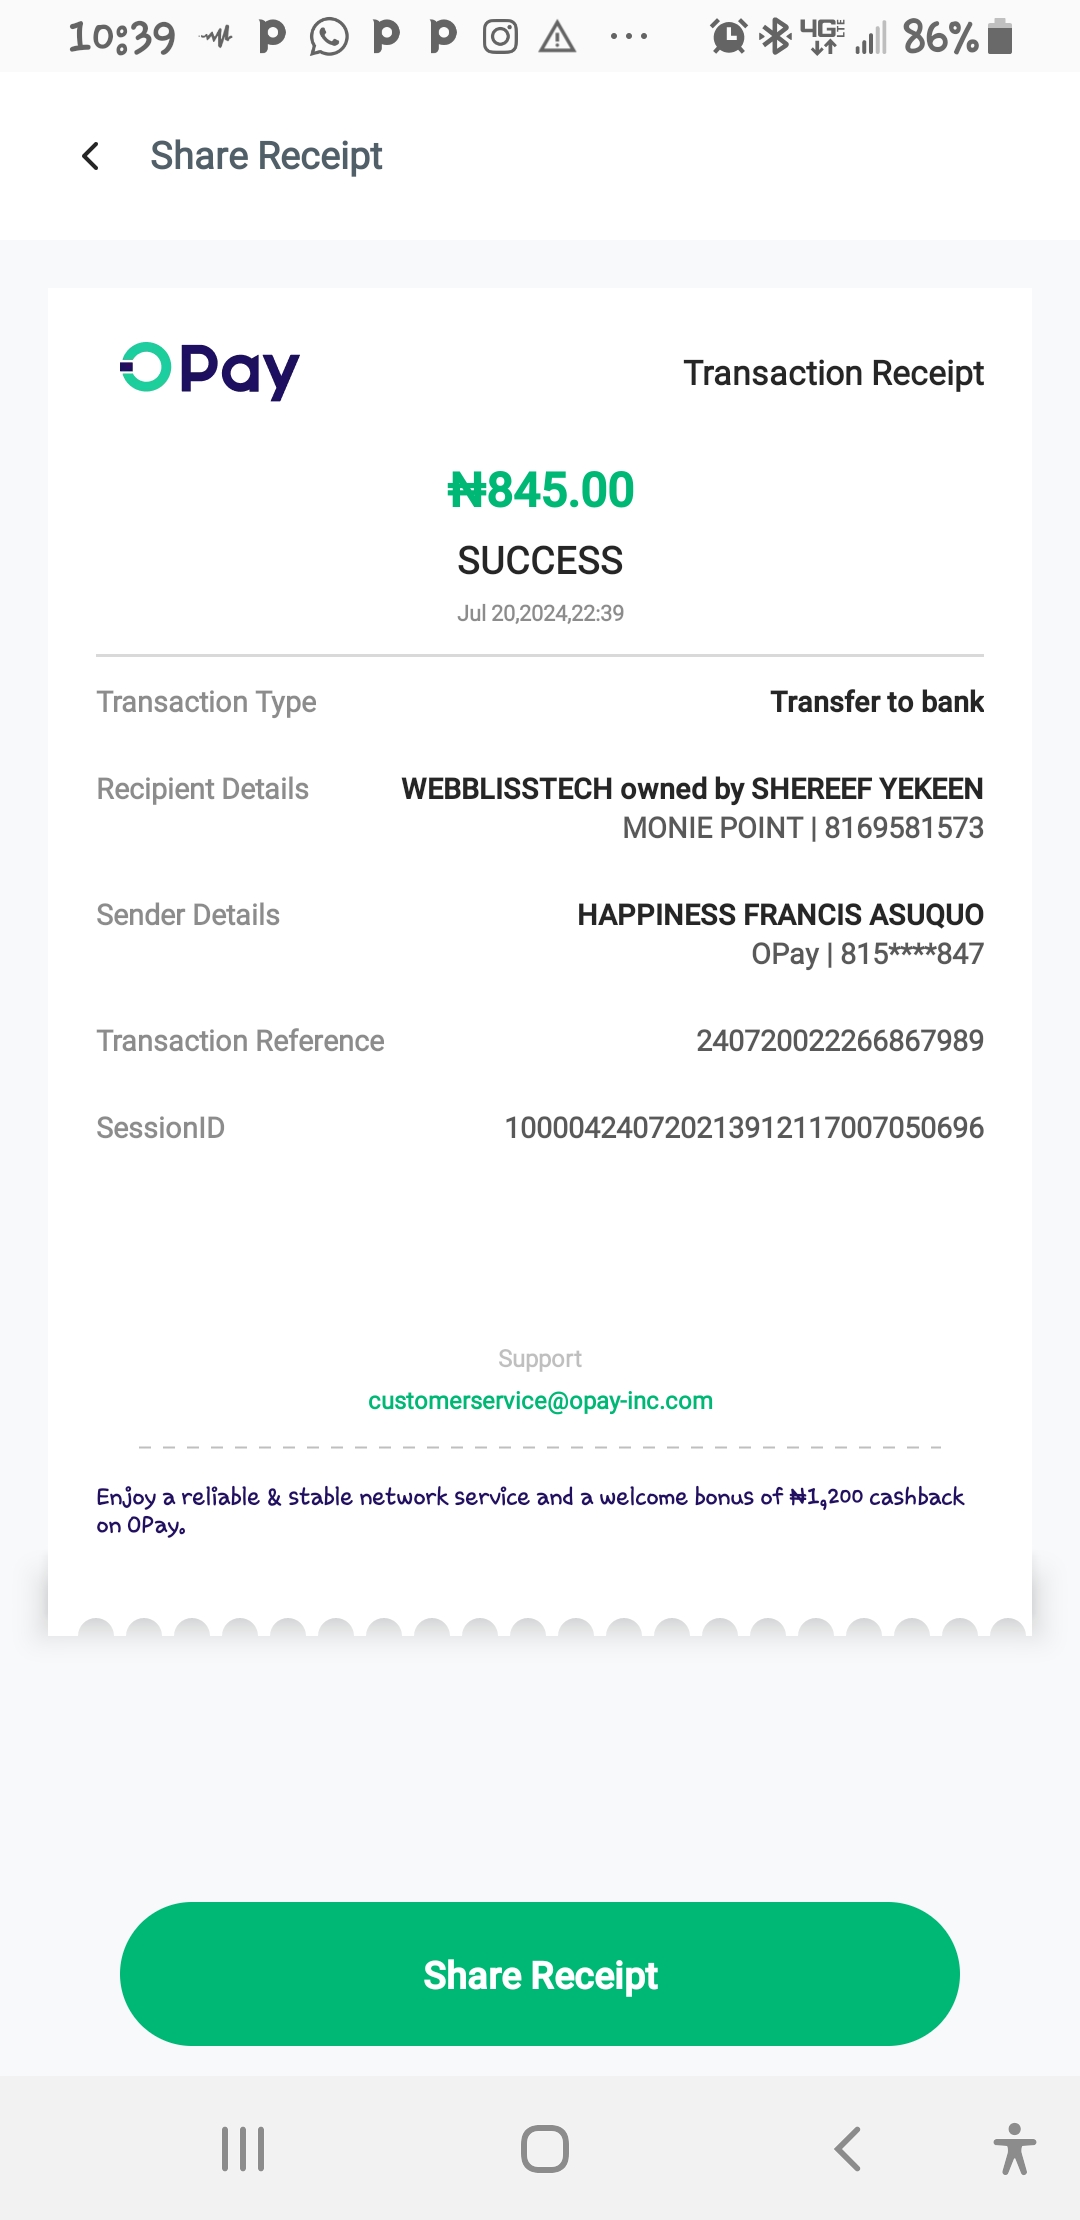 10:39
4G LTE
86%
Share Receipt
OPay
Transaction Receipt
₦845.00
SUCCESS
Jul 20,2024,22:39
Transaction Type Transfer to bank
Recipient Details WEBBLISSTECH owned by SHEREEF YEKEEN
MONIE POINT | 8169581573
Sender Details HAPPINESS FRANCIS ASUQUO
OPay | 815****847
Transaction Reference 240720022266867989
SessionID 100004240720213912117007050696
Support
customerservice@opay-inc.com
Enjoy a reliable & stable network service and a welcome bonus of ₦1,200 cashback
on OPay.
Share Receipt